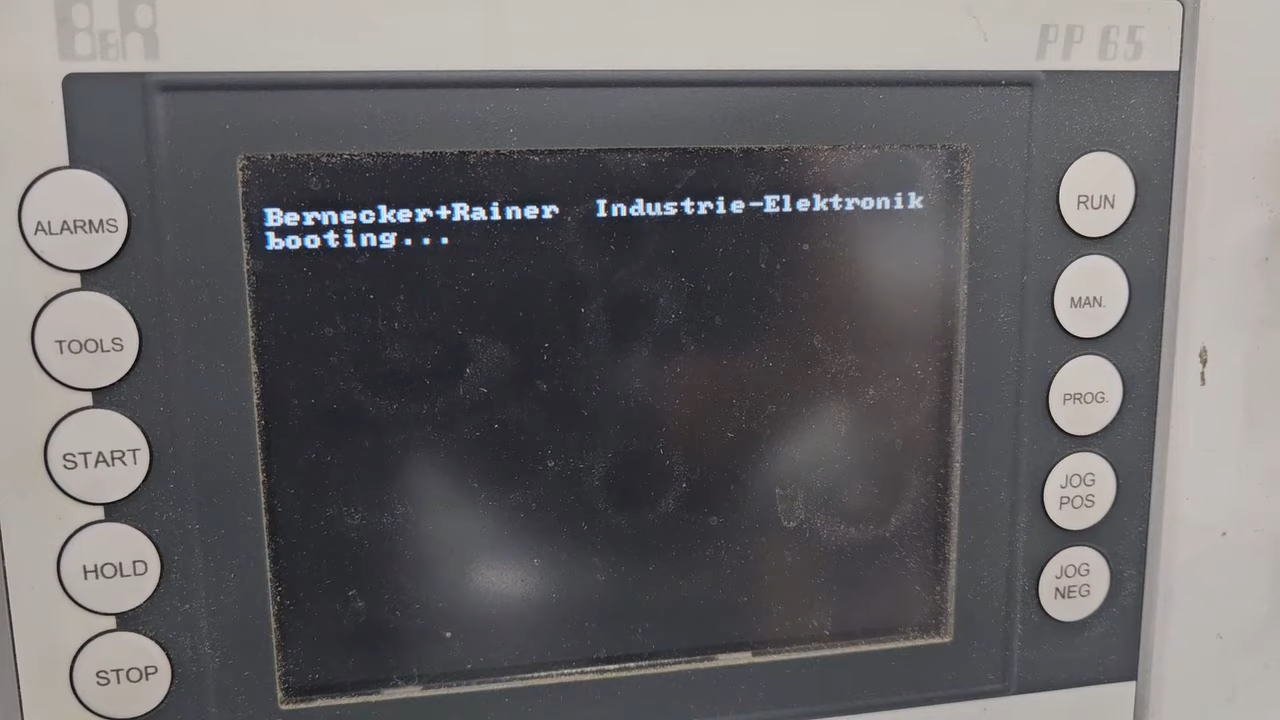 B&R
PP 65
Bernecker+Rainer Industrie-Elektronik
booting...
ALARMS
TOOLS
START
HOLD
STOP
RUN
MAN.
PROG.
JOG
POS
JOG
NEG